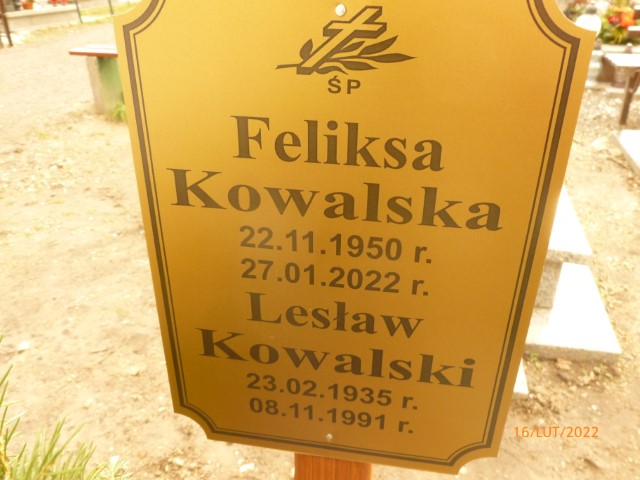 ŚP
Feliksa
Kowalska
22.11.1950 r.
27.01.2022 r.
Lesław
Kowalski
23.02.1935 r.
08.11.1991 r.
16/LUT/2022